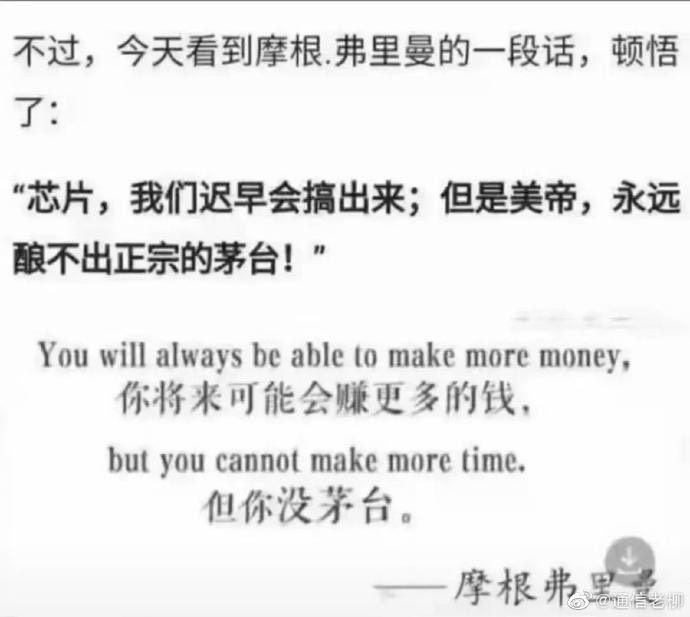 不过，今天看到摩根.弗里曼的一段话，顿悟
了：
“芯片，我们迟早会搞出来；但是美帝，永远
酿不出正宗的茅台！”
You will always be able to make more money,
你将来可能会赚更多的钱，
but you cannot make more time.
但你没茅台。
——摩根弗里曼
@通信老柳